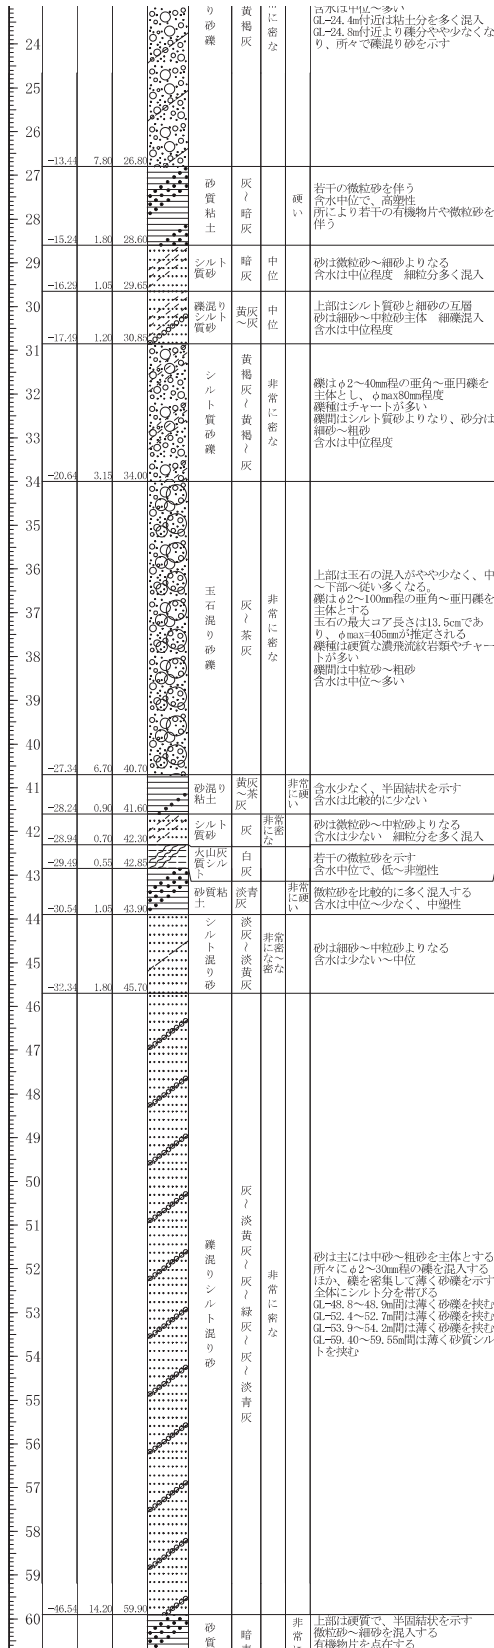 り砂礫
黄褐灰
に密な
含水は中位～多い
GL-24.4m付近は粘土分を多く混入
GL-24.8m付近より礫分やや少なくな
り、所々で礫混り砂を示す
24
25
26
-13.44 7.80 26.80
27
28
砂質粘土
灰～暗灰
硬い
若干の微粒砂を伴う
含水中位で、高塑性
所により若干の有機物片や微粒砂を
伴う
-15.24 1.80 28.60
29
シルト
質砂
暗灰
中位
砂は微粒砂～細砂よりなる
含水は中位程度 細粒分多く混入
-16.29 1.05 29.65
30
礫混り
シルト
質砂
黄灰
～灰
中位
上部はシルト質砂と細砂の互層
砂は細砂～中粒砂主体 細礫混入
含水は中位程度
-17.49 1.20 30.85
31
32
33
シルト質砂礫
黄褐灰～黄褐～灰
非常に密な
礫はφ2～40mm程の亜角～亜円礫を
主体とし、φmax80mm程度
礫種はチャートが多い
礫間はシルト質砂よりなり、砂分は
細砂～粗砂
含水は中位程度
-20.64 3.15 34.00
34
35
36
37
38
39
40
玉石混り砂礫
灰～茶灰
非常に密な
上部は玉石の混入がやや少なく、中
～下部へ従い多くなる。
礫はφ2～100mm程の亜角～亜円礫を
主体とする
玉石の最大コア長さは13.5cmであ
り、φmax=405mmが推定される
礫種は硬質な濃飛流紋岩類やチャー
トが多い
礫間は中粒砂～粗砂
含水は中位～多い
-27.34 6.70 40.70
41
砂混り
粘土
黄灰
～茶
灰
非常
に硬
い
含水少なく、半固結状を示す
含水は比較的に少ない
-28.24 0.90 41.60
42
シルト
質砂
灰
非常
に密
な
砂は微粒砂～中粒砂よりなる
含水は少ない 細粒分を多く混入
-28.94 0.70 42.30
火山灰
質シル
ト
白灰
若干の微砂を示す
含水中位で、低～非塑性
-29.49 0.55 42.85
43
砂質粘
土
淡青
灰
非常
に硬
い
微粒砂を比較的に多く混入する
含水は中位～少なく、中塑性
-30.54 1.05 43.90
44
45
シルト混り砂
淡灰～淡黄灰
非常
に密
な～
密な
砂は細砂～中粒砂よりなる
含水は少ない～中位
-32.34 1.80 45.70
46
47
48
49
50
51
52
53
54
55
56
57
58
59
礫混りシルト混り砂
灰～淡黄灰～灰～緑灰～灰～淡青灰
非常に密な
砂は主には中砂～粗砂を主体とする
所々にφ2～30mm程の礫を混入する
ほか、礫を密集して薄く砂礫を示す
全体にシルト分を帯びる
GL-48.8～48.9m間は薄く砂礫を挟む
GL-52.4～52.7m間は薄く砂礫を挟む
GL-53.9～54.2m間は薄く砂礫を挟む
GL-59.40～59.55m間は薄く砂質シル
トを挟む
-46.54 14.20 59.90
60
砂質
暗
非常
上部は硬質で、半固結状を示す
微粒砂～細砂を混入する
有機物片を点在する